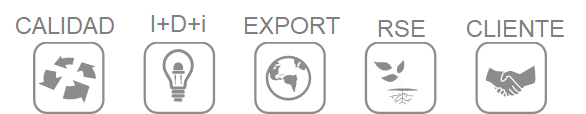 CALIDAD
I+D+i
EXPORT
RSE
CLIENTE